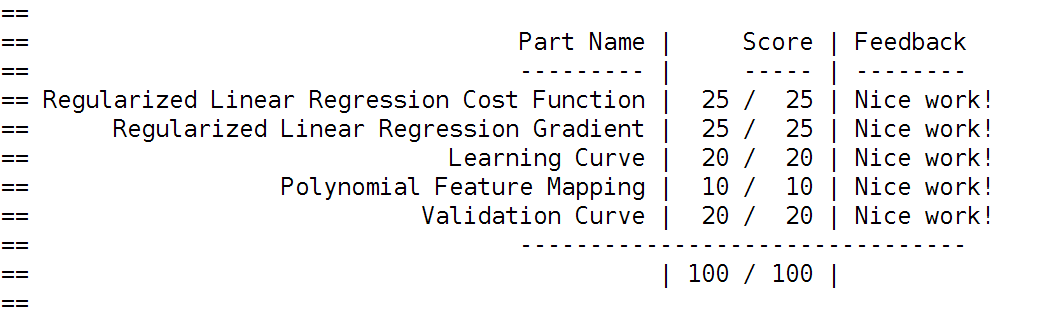 ==
==                                   Part Name |     Score | Feedback
==                                   --------- |     ----- | --------
== Regularized Linear Regression Cost Function |  25 /  25 | Nice work!
==      Regularized Linear Regression Gradient |  25 /  25 | Nice work!
==                              Learning Curve |  20 /  20 | Nice work!
==                  Polynomial Feature Mapping |  10 /  10 | Nice work!
==                            Validation Curve |  20 /  20 | Nice work!
==                                   --------------------------------
==                                             | 100 / 100 |
==